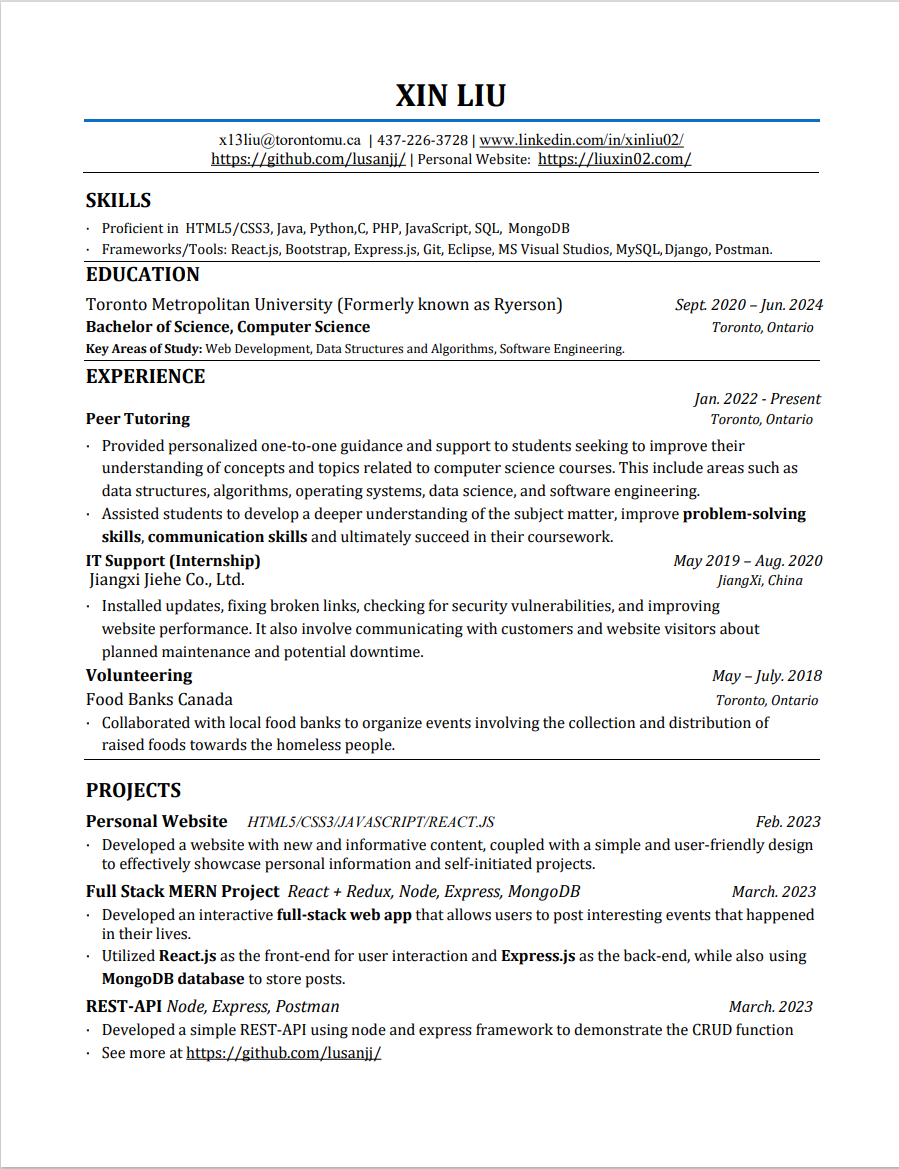 XIN LIU
x13liu@torontomu.ca | 437-226-3728 | www.linkedin.com/in/xinliu02/
https://github.com/lusanjj/ | Personal Website: https://liuxin02.com/
SKILLS
· Proficient in HTML5/CSS3, Java, Python,C, PHP, JavaScript, SQL, MongoDB
· Frameworks/Tools: React.js, Bootstrap, Express.js, Git, Eclipse, MS Visual Studios, MySQL,Django, Postman.
EDUCATION
Toronto Metropolitan University (Formerly known as Ryerson) Sept. 2020 – Jun. 2024
Bachelor of Science, Computer Science Toronto, Ontario
Key Areas of Study: Web Development, Data Structures and Algorithms, Software Engineering.
EXPERIENCE
Jan. 2022 - Present
Peer Tutoring Toronto, Ontario
· Provided personalized one-to-one guidance and support to students seeking to improve their
understanding of concepts and topics related to computer science courses. This include areas such as
data structures, algorithms, operating systems, data science, and software engineering.
· Assisted students to develop a deeper understanding of the subject matter, improve problem-solving
skills, communication skills and ultimately succeed in their coursework.
IT Support (Internship) May 2019 – Aug. 2020
Jiangxi Jiehe Co., Ltd. JiangXi, China
· Installed updates, fixing broken links, checking for security vulnerabilities, and improving
website performance. It also involve communicating with customers and website visitors about
planned maintenance and potential downtime.
Volunteering May – July. 2018
Food Banks Canada Toronto, Ontario
· Collaborated with local food banks to organize events involving the collection and distribution of
raised foods towards the homeless people.
PROJECTS
Personal Website HTML5/CSS3/JAVASCRIPT/REACT.JS Feb. 2023
· Developed a website with new and informative content, coupled with a simple and user-friendly design
to effectively showcase personal information and self-initiated projects.
Full Stack MERN Project React + Redux, Node, Express, MongoDB March. 2023
· Developed an interactive full-stack web app that allows users to post interesting events that happened
in their lives.
· Utilized React.js as the front-end for user interaction and Express.js as the back-end, while also using
MongoDB database to store posts.
REST-API Node, Express, Postman March. 2023
· Developed a simple REST-API using node and express framework to demonstrate the CRUD function
· See more at https://github.com/lusanjj/